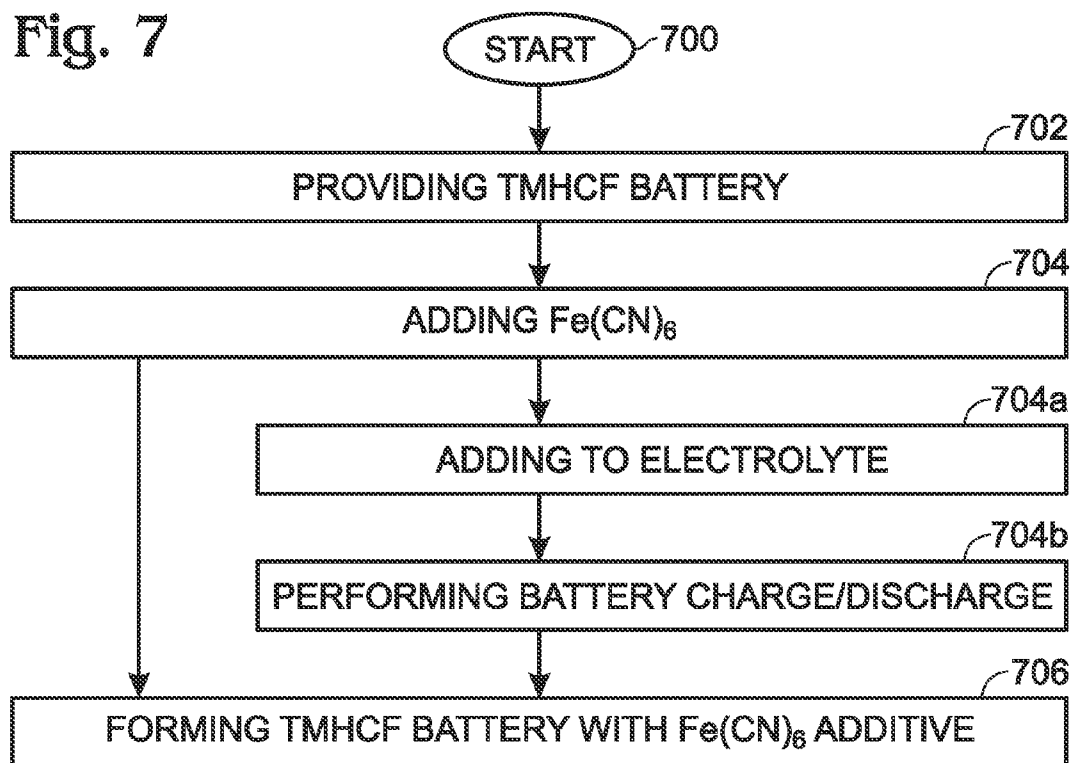 Fig. 7
START
700
702
PROVIDING TMHCF BATTERY
704
ADDING Fe(CN)₆
704a
ADDING TO ELECTROLYTE
704b
PERFORMING BATTERY CHARGE/DISCHARGE
706
FORMING TMHCF BATTERY WITH Fe(CN)₆ ADDITIVE